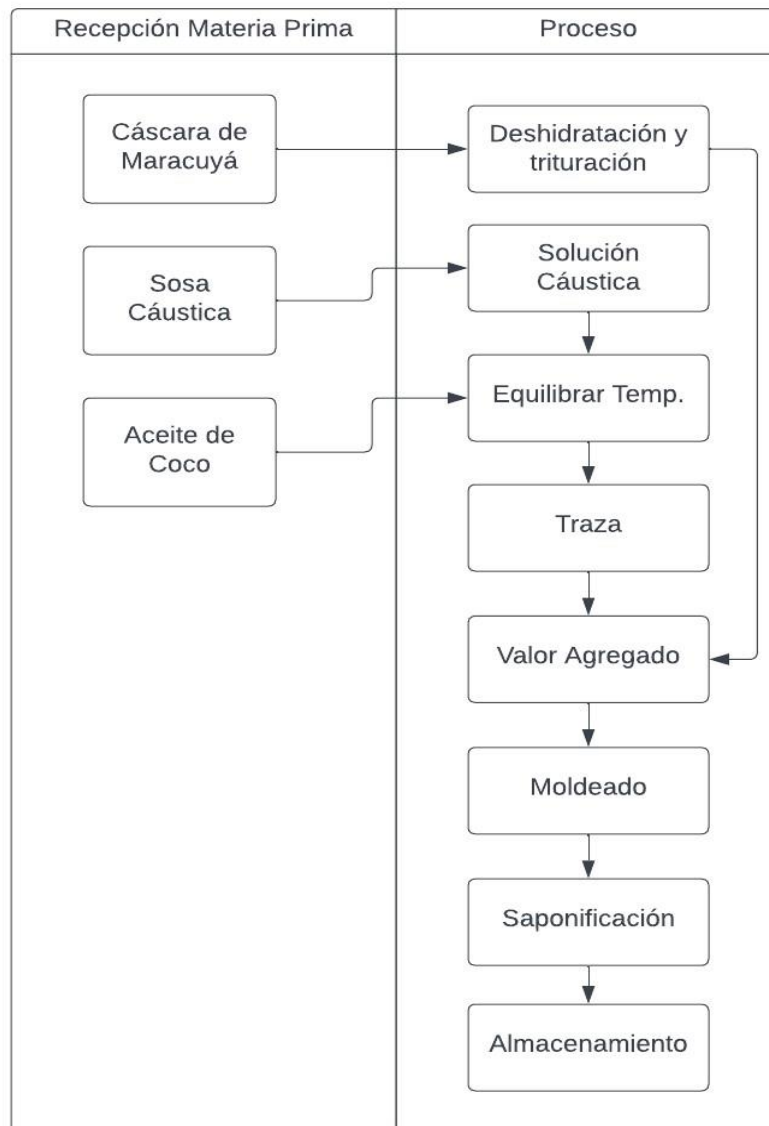 Recepción Materia Prima
Proceso
Cáscara de
Maracuyá
Deshidratación y
trituración
Sosa
Cáustica
Solución
Cáustica
Aceite de
Coco
Equilibrar Temp.
Traza
Valor Agregado
Moldeado
Saponificación
Almacenamiento